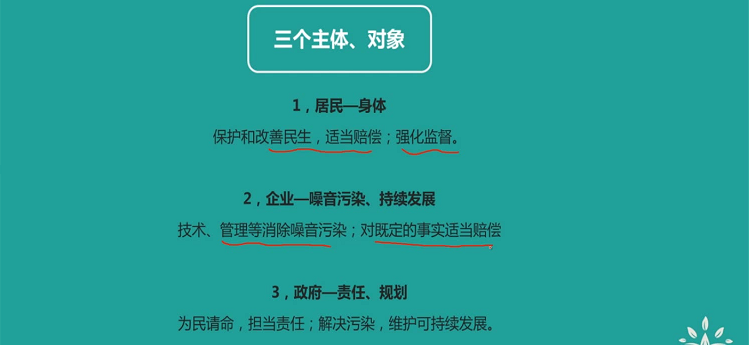 三个主体、对象
1，居民—身体
保护和改善民生，适当赔偿；强化监督。
2，企业—噪音污染、持续发展
技术、管理等消除噪音污染；对既定的事实适当赔偿
3，政府—责任、规划
为民请命，担当责任；解决污染，维护可持续发展。